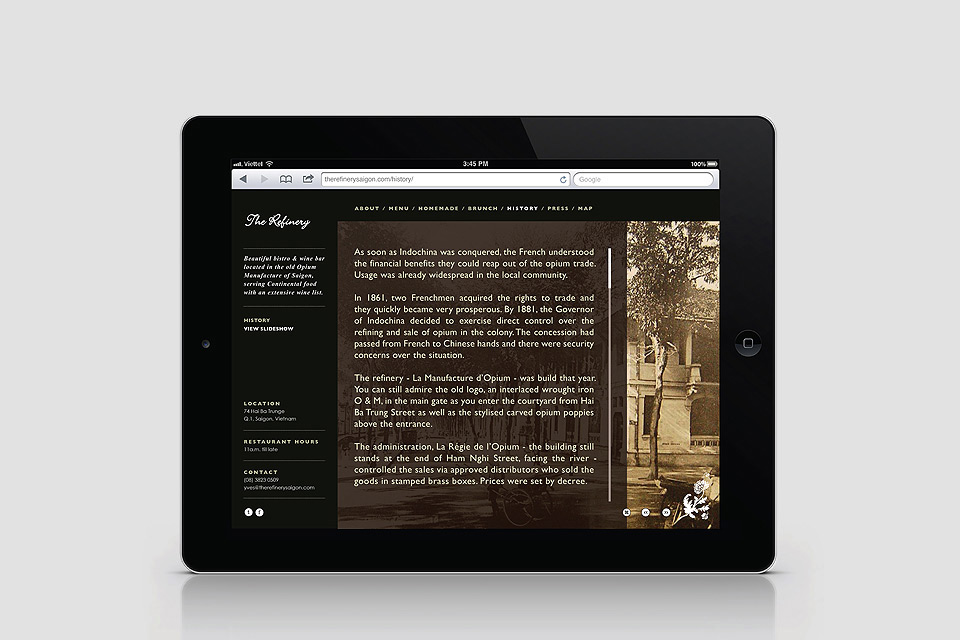 Viettel
3:45 PM
100%
therefinerysaigon.com/history/
Google
The Refinery
ABOUT / MENU / HOMEMADE / BRUNCH / HISTORY / PRESS / MAP
Beautiful bistro & wine bar
located in the old Opium
Manufacture of Saigon,
serving Continental food
with an extensive wine list.
HISTORY
VIEW SLIDESHOW
LOCATION
74 Hai Ba Trunge
Q.1, Saigon, Vietnam
RESTAURANT HOURS
11a.m. till late
CONTACT
(08) 3823 0509
yves@therefinerysaigon.com
t f
As soon as Indochina was conquered, the French understood
the financial benefits they could reap out of the opium trade.
Usage was already widespread in the local community.
In 1861, two Frenchmen acquired the rights to trade and
they quickly became very prosperous. By 1881, the Governor
of Indochina decided to exercise direct control over the
refining and sale of opium in the colony. The concession had
passed from French to Chinese hands and there were security
concerns over the situation.
The refinery - La Manufacture d'Opium - was build that year.
You can still admire the old logo, an interlaced wrought iron
O & M, in the main gate as you enter the courtyard from Hai
Ba Trung Street as well as the stylised carved opium poppies
above the entrance.
The administration, La Régie de l'Opium - the building still
stands at the end of Ham Nghi Street, facing the river -
controlled the sales via approved distributors who sold the
goods in stamped brass boxes. Prices were set by decree.